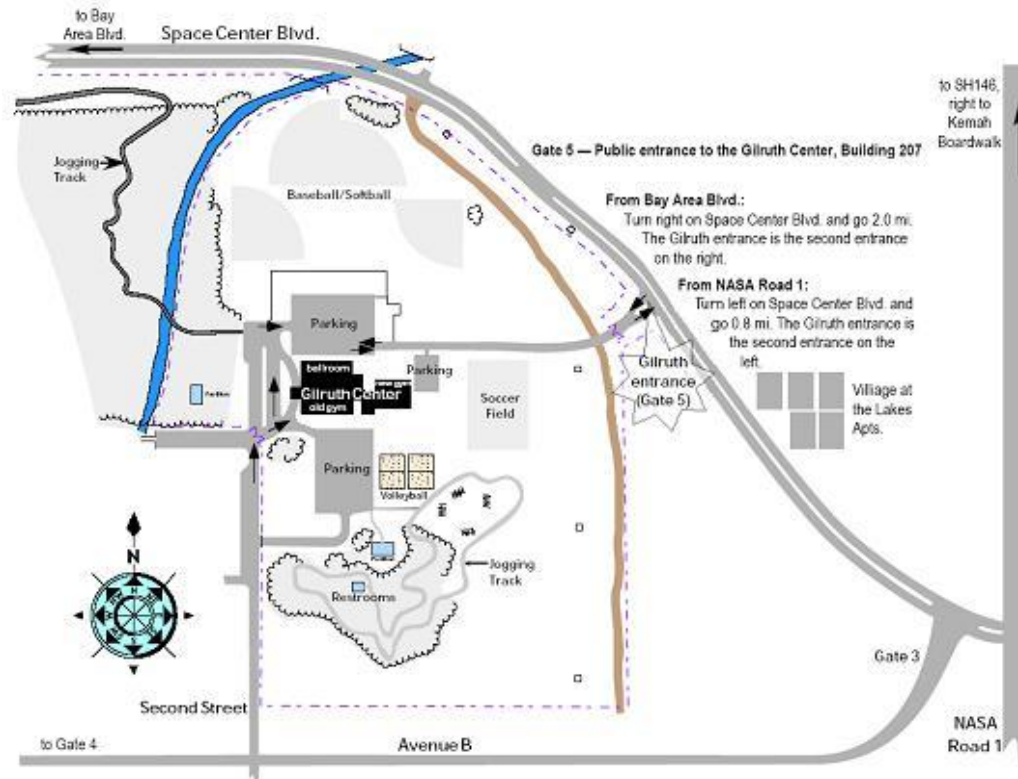 to Bay
Area Blvd.
Space Center Blvd.
to SH146,
right to
Kemah
Boardwalk
Jogging
Track
Gate 5 — Public entrance to the Gilruth Center, Building 207
Baseball/Softball
From Bay Area Blvd.:
Turn right on Space Center Blvd. and go 2.0 mi.
The Gilruth entrance is the second entrance
on the right.
From NASA Road 1:
Turn left on Space Center Blvd. and
go 0.8 mi. The Gilruth entrance is
the second entrance on the
left.
Parking
ballroom
new gym
Gilruth Center
old gym
Parking
Gilruth
entrance
(Gate 5)
Soccer
Field
Pavilion
Village at
the Lakes
Apts.
Parking
Volleyball
N
Jogging
Track
Restrooms
Gate 3
Second Street
NASA
Road 1
to Gate 4
Avenue B